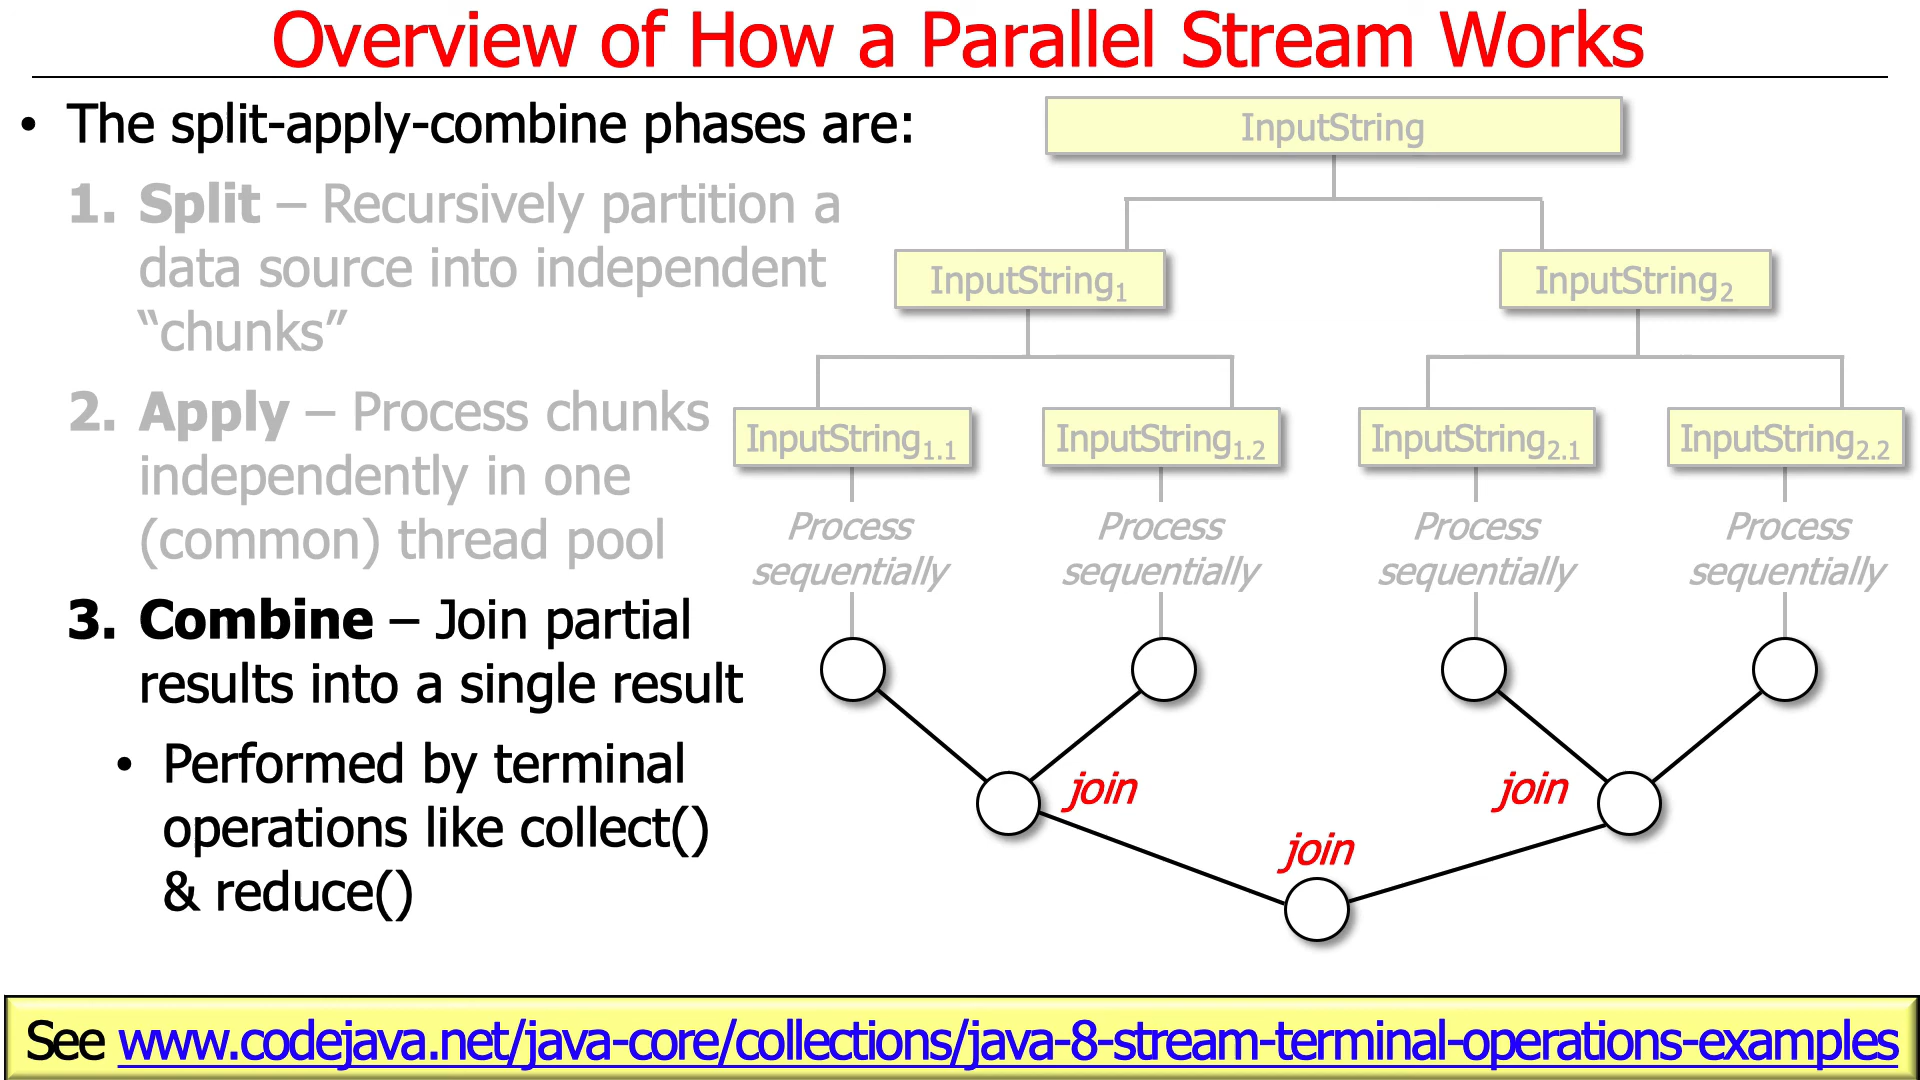 Overview of How a Parallel Stream Works
• The split-apply-combine phases are:
1. Split – Recursively partition a
data source into independent
“chunks”
2. Apply – Process chunks
independently in one
(common) thread pool
3. Combine – Join partial
results into a single result
• Performed by terminal
operations like collect()
& reduce()
InputString
InputString1
InputString2
InputString1.1
InputString1.2
InputString2.1
InputString2.2
Process
sequentially
Process
sequentially
Process
sequentially
Process
sequentially
join
join
join
See www.codejava.net/java-core/collections/java-8-stream-terminal-operations-examples